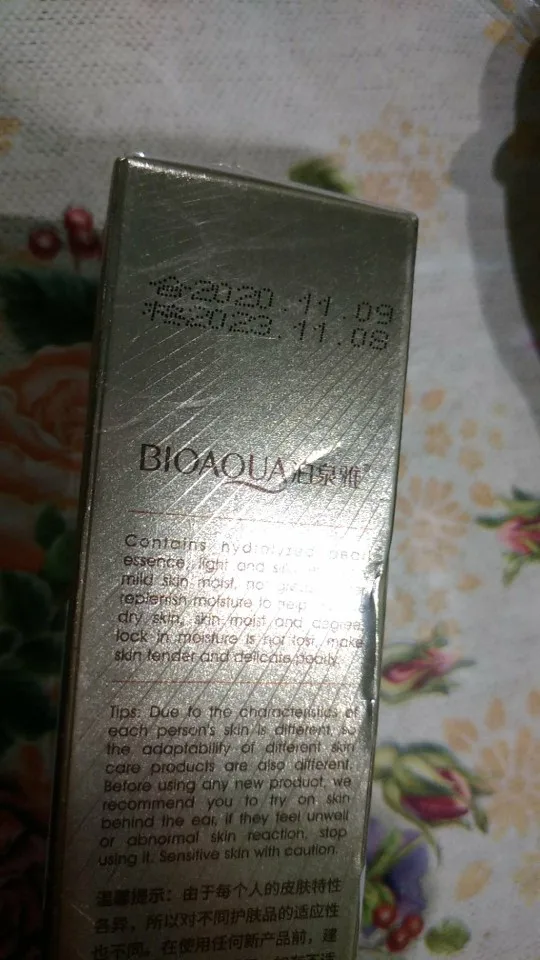 合2020.11.09
2023.11.08
BIOAQUA泊泉雅
Contains hydrolyzed pearl
essence, light and
mild skin moist,
replenish moisture to help
dry skin, skin moist and
lock in moisture is not lost, make
skin tender and delicate
Tips: Due to the characteristics of
each person's skin is different, so
the adaptability of different skin
care products are also different.
Before using any new product, we
recommend you to try on skin
behind the ear, if they feel unwell
or abnormal skin reaction, stop
using it. Sensitive skin with caution.
温馨提示：由于每个人的皮肤特性
各异，所以对不同护肤品的适应性
也不同。在使用任何新产品前，建